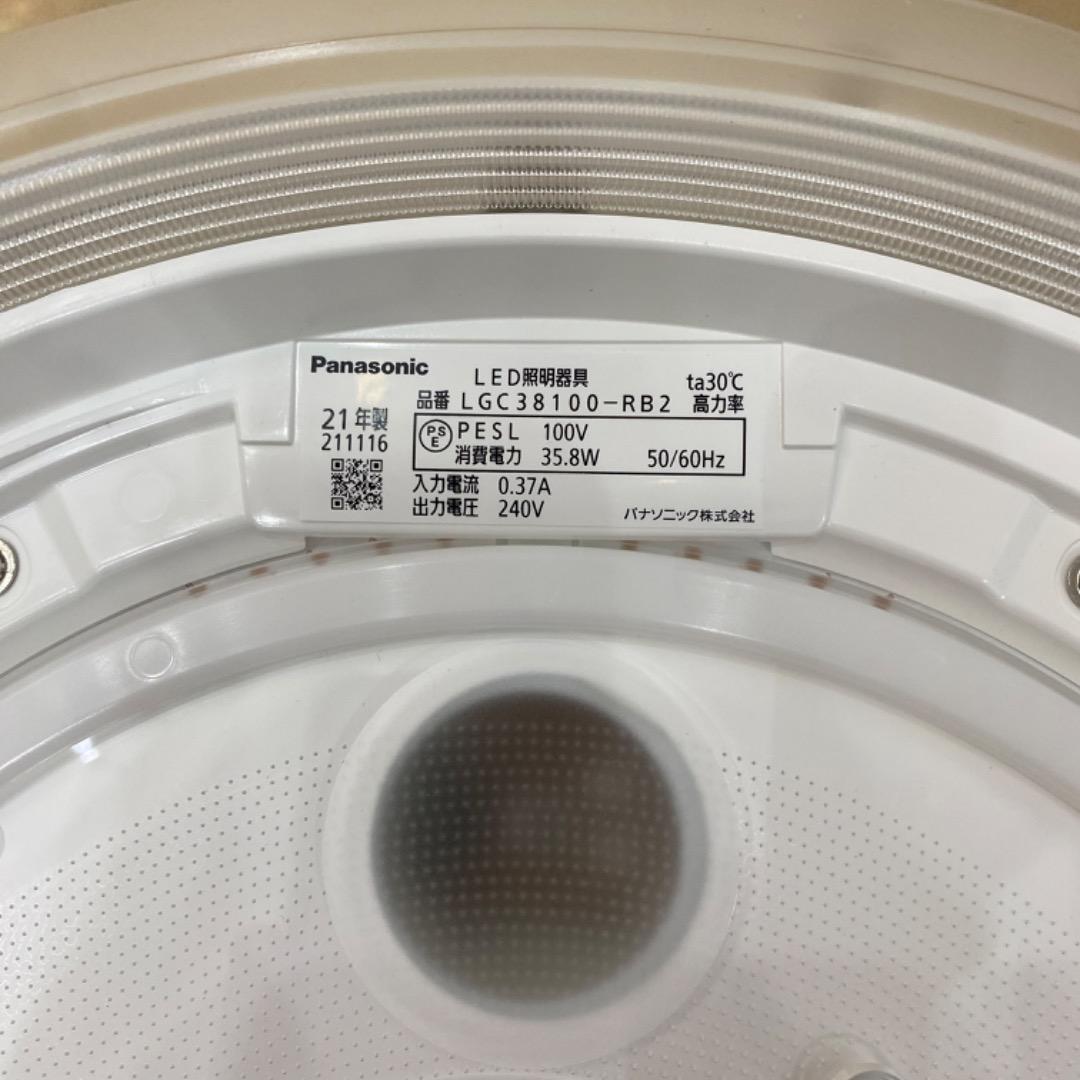 Panasonic
LED照明器具 ta30℃
品番 LGC38100-RB2 高力率
21年製
211116
PSE PESL 100V
消費電力 35.8W 50/60Hz
入力電流 0.37A
出力電圧 240V
パナソニック株式会社